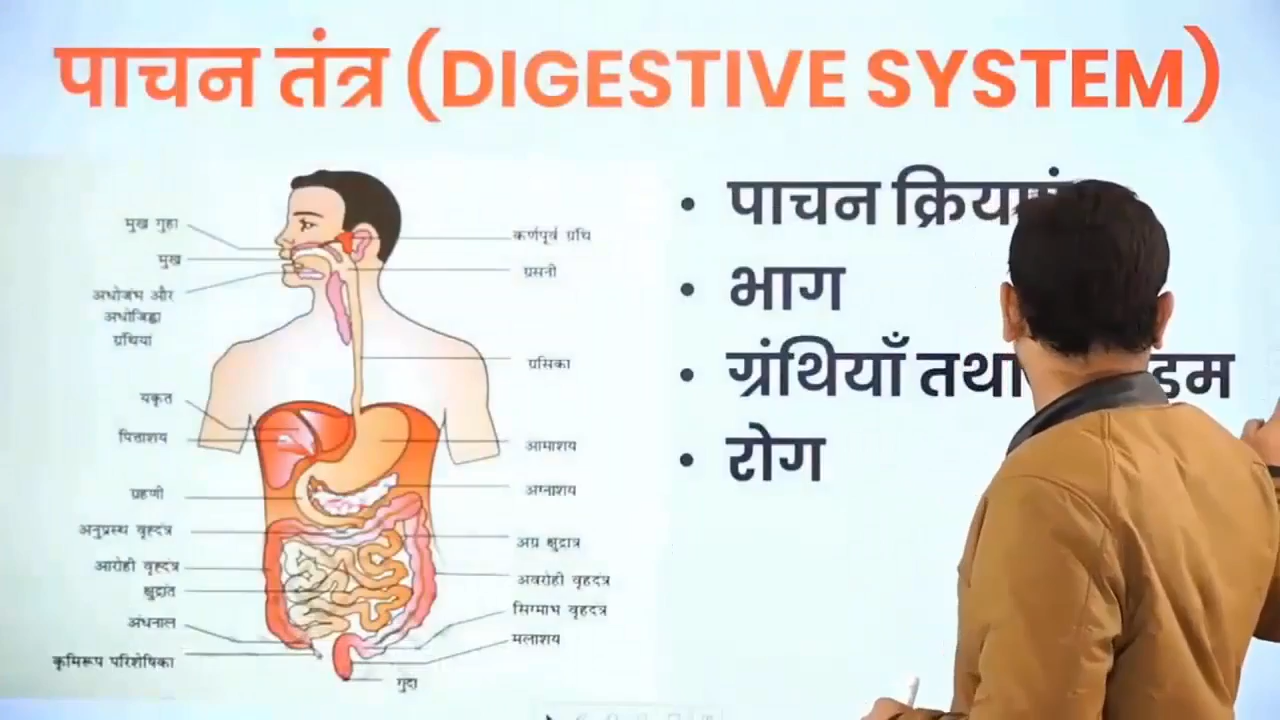 पाचन तंत्र (DIGESTIVE SYSTEM)
मुख गुहा
मुख
अधोजंभ और
अधोजिह्वा
ग्रंथियां
यकृत
पित्ताशय
ग्रहणी
अनुप्रस्थ वृहदंत्र
आरोही वृहदंत्र
क्षुद्रांत
अंधनाल
कृमिरूप परिशेषिका
कर्णपूर्व ग्रंथि
ग्रसनी
ग्रसिका
आमाशय
अग्नाशय
अग्र क्षुद्रांत्र
अवरोही वृहदंत्र
सिग्माभ वृहदंत्र
मलाशय
गुदा
• पाचन
• भाग
• ग्रंथियाँ तथा
• रोग